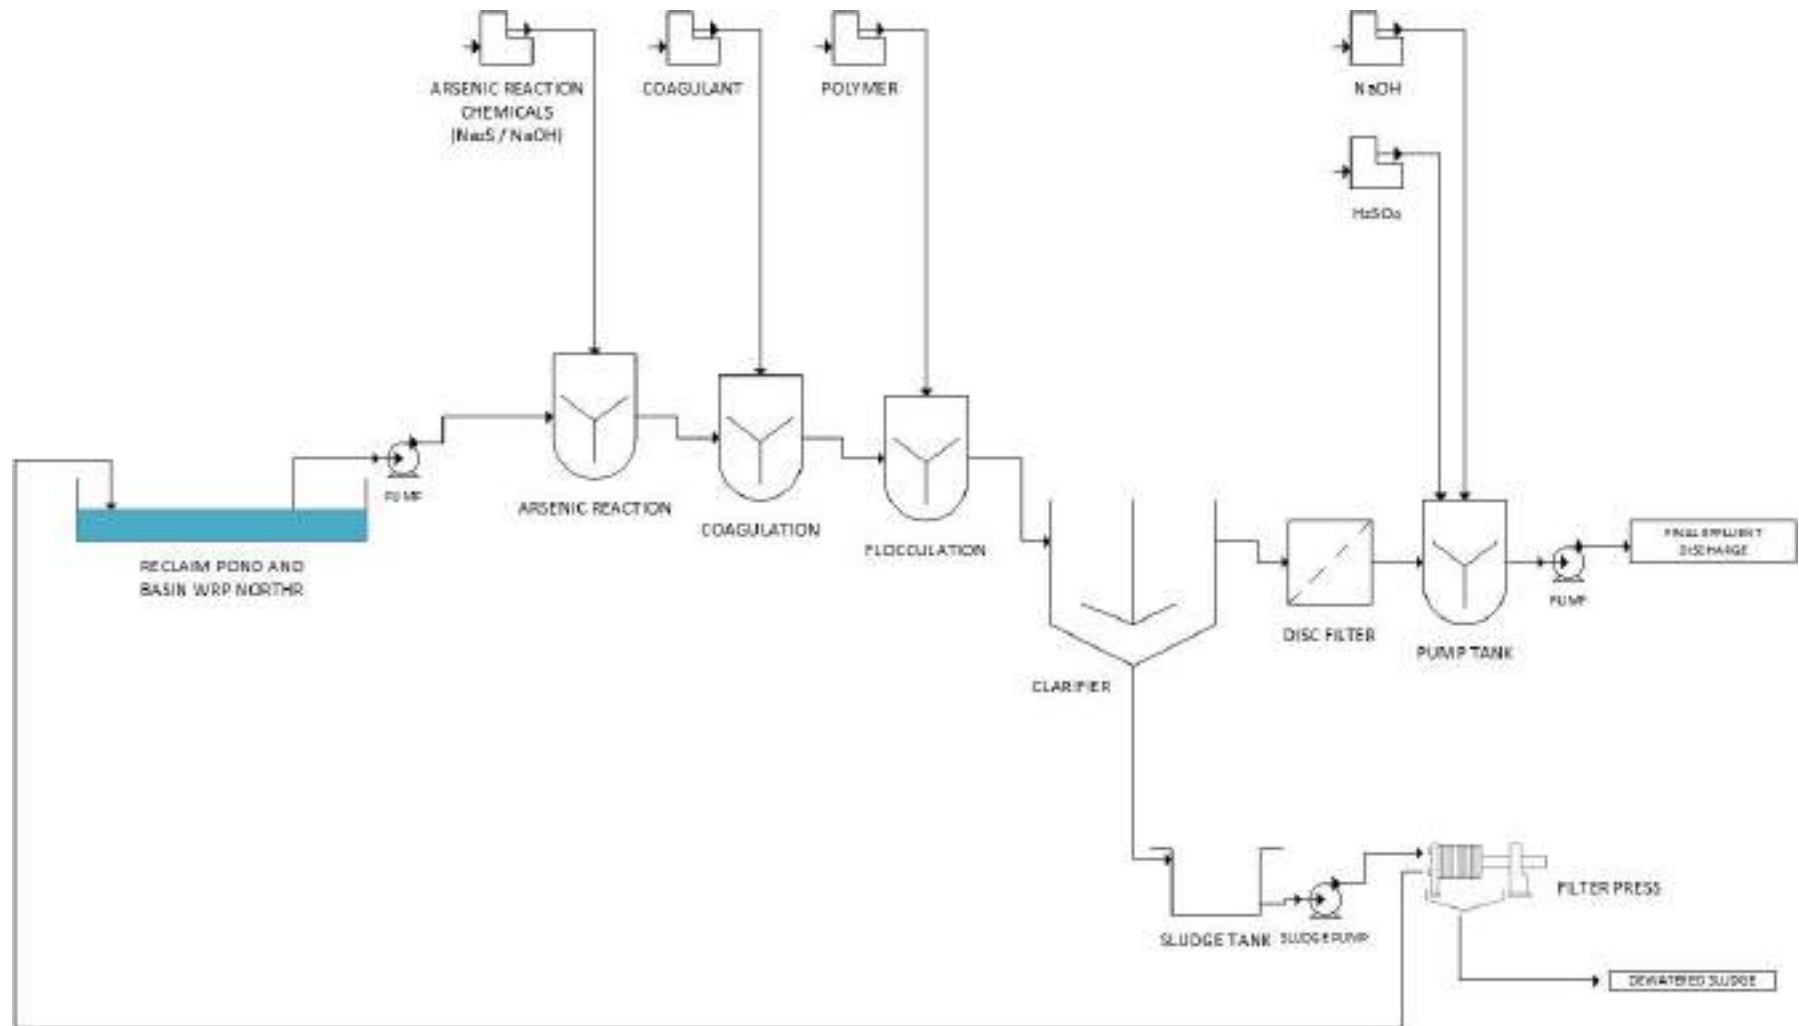 ARSENIC REACTION
CHEMICALS
(Na₂S / NaOH)
COAGULANT
POLYMER
NaOH
H₂SO₄
PUMP
ARSENIC REACTION
COAGULATION
FLOCCULATION
RECLAIM POND AND
BASIN WRP NORTHR
CLARIFIER
DISC FILTER
PUMP TANK
PUMP
FINAL EFFLUENT
DISCHARGE
SLUDGE TANK
SLUDGE PUMP
FILTER PRESS
DEWATERED SLUDGE